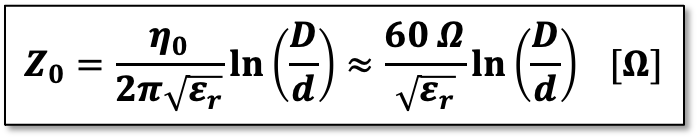 Z₀ = η₀ / (2π√εᵣ) ln(D/d) ≈ 60 Ω / √εᵣ ln(D/d) [Ω]